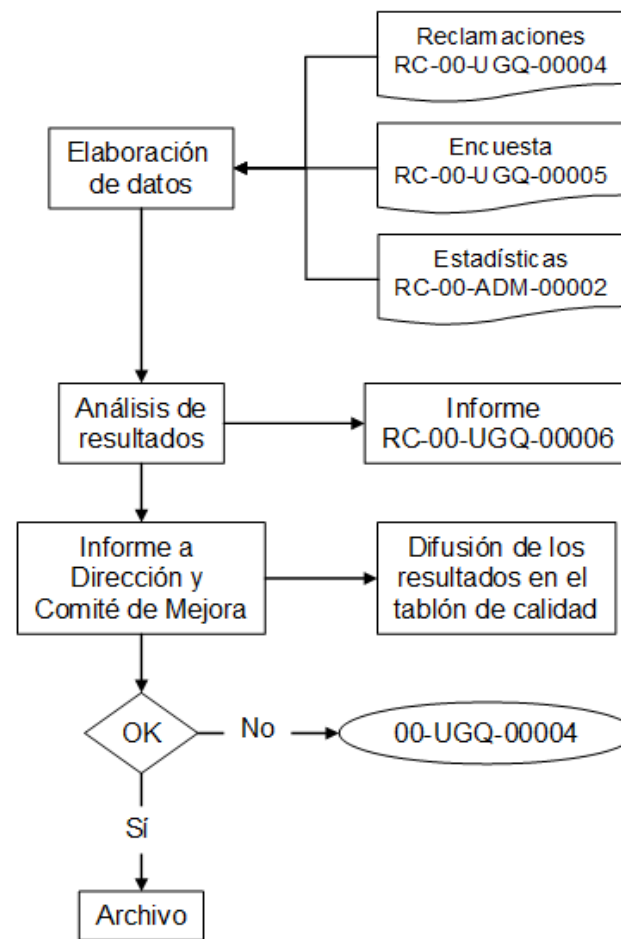 Reclamaciones
RC-00-UGQ-00004
Elaboración
de datos
Encuesta
RC-00-UGQ-00005
Estadísticas
RC-00-ADM-00002
Análisis de
resultados
Informe
RC-00-UGQ-00006
Informe a
Dirección y
Comité de Mejora
Difusión de los
resultados en el
tablón de calidad
OK
No
00-UGQ-00004
Sí
Archivo